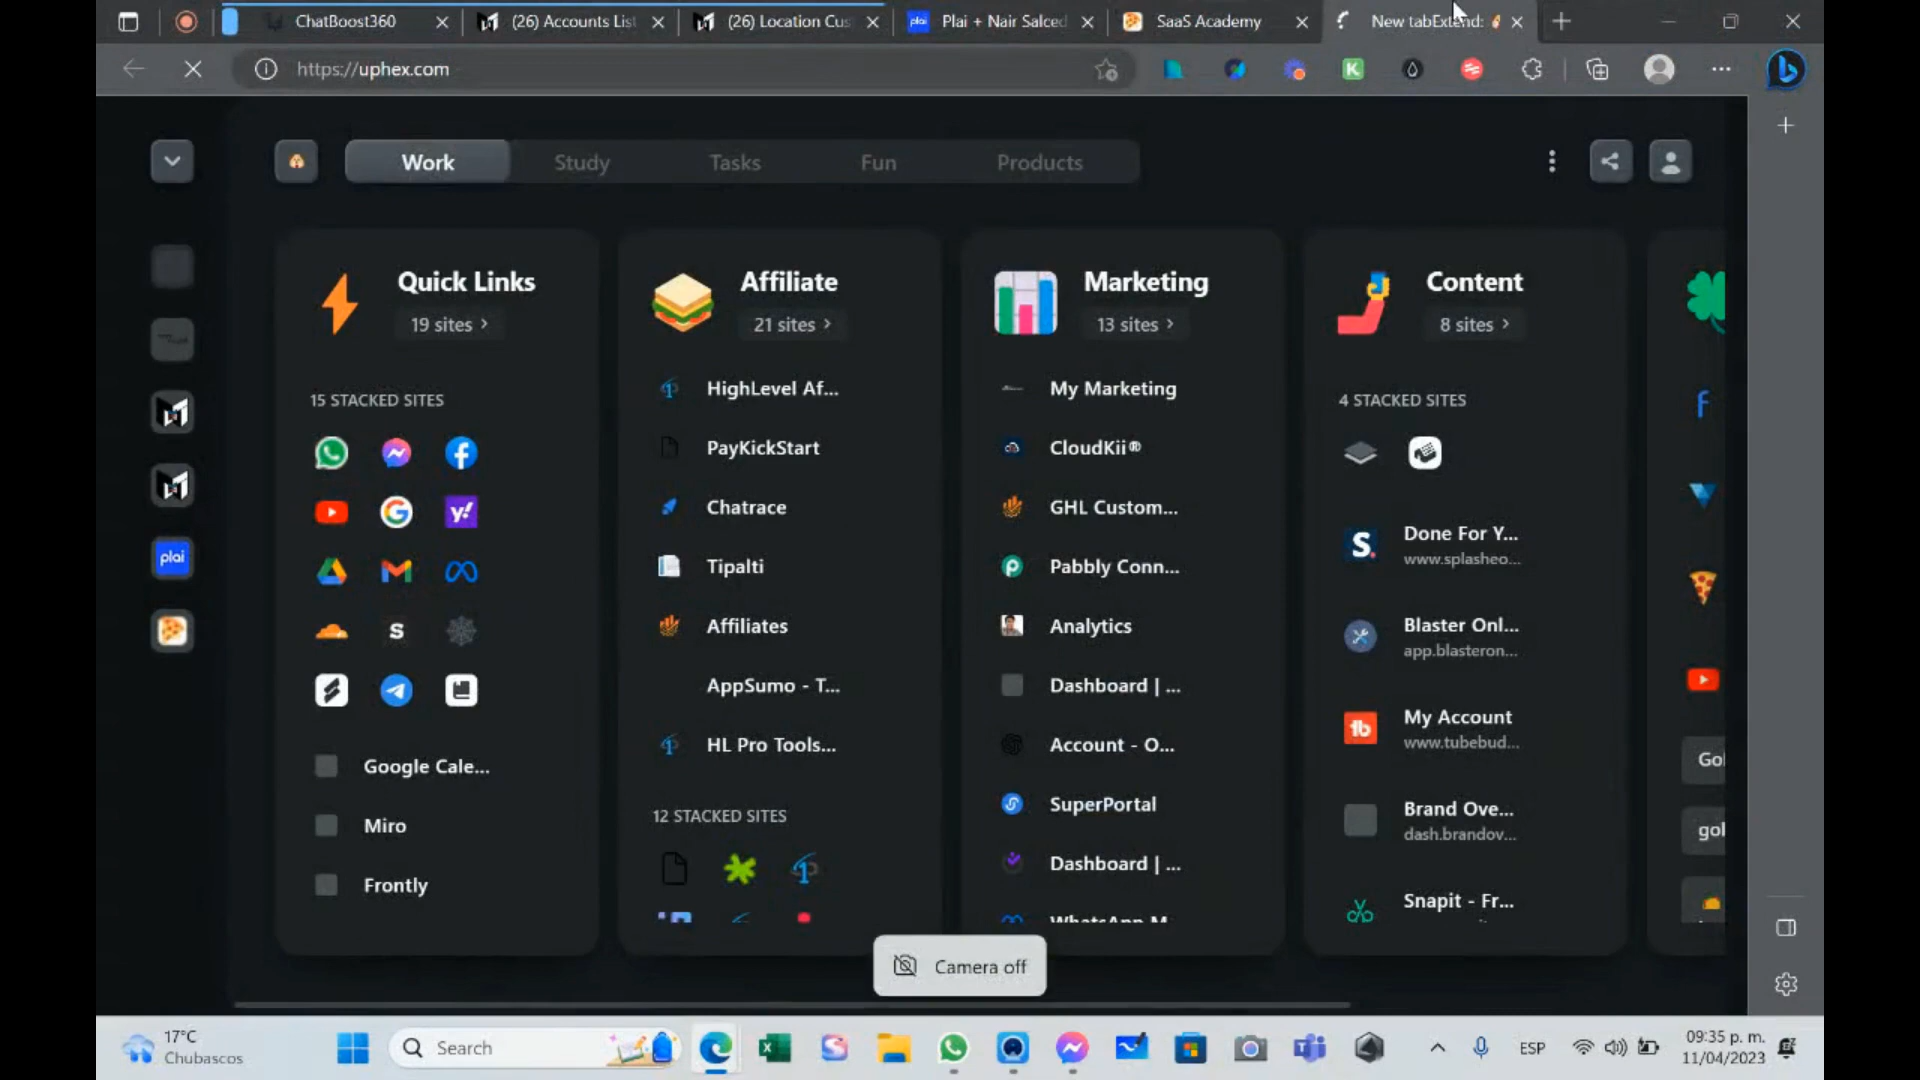 ChatBoost360
(26) Accounts List
(26) Location Cus
plai
Plai + Nair Salced
SaaS Academy
New tabExtend:
https://uphex.com
Work
Study
Tasks
Fun
Products
Quick Links
19 sites >
15 STACKED SITES
Google Cale...
Miro
Frontly
Affiliate
21 sites >
HighLevel Af...
PayKickStart
Chatrace
Tipalti
Affiliates
AppSumo - T...
HL Pro Tools...
12 STACKED SITES
Marketing
13 sites >
My Marketing
CloudKii®
GHL Custom...
Pabbly Conn...
Analytics
Dashboard | ...
Account - O...
SuperPortal
Dashboard | ...
WhatsApp M...
Content
8 sites >
4 STACKED SITES
Done For Y...
www.splasheo...
Blaster Onl...
app.blasteron...
My Account
www.tubebud...
Brand Ove...
dash.brandov...
Snapit - Fr...
Gol
gol
plai
Camera off
17°C
Chubascos
Search
ESP
09:35 p. m.
11/04/2023